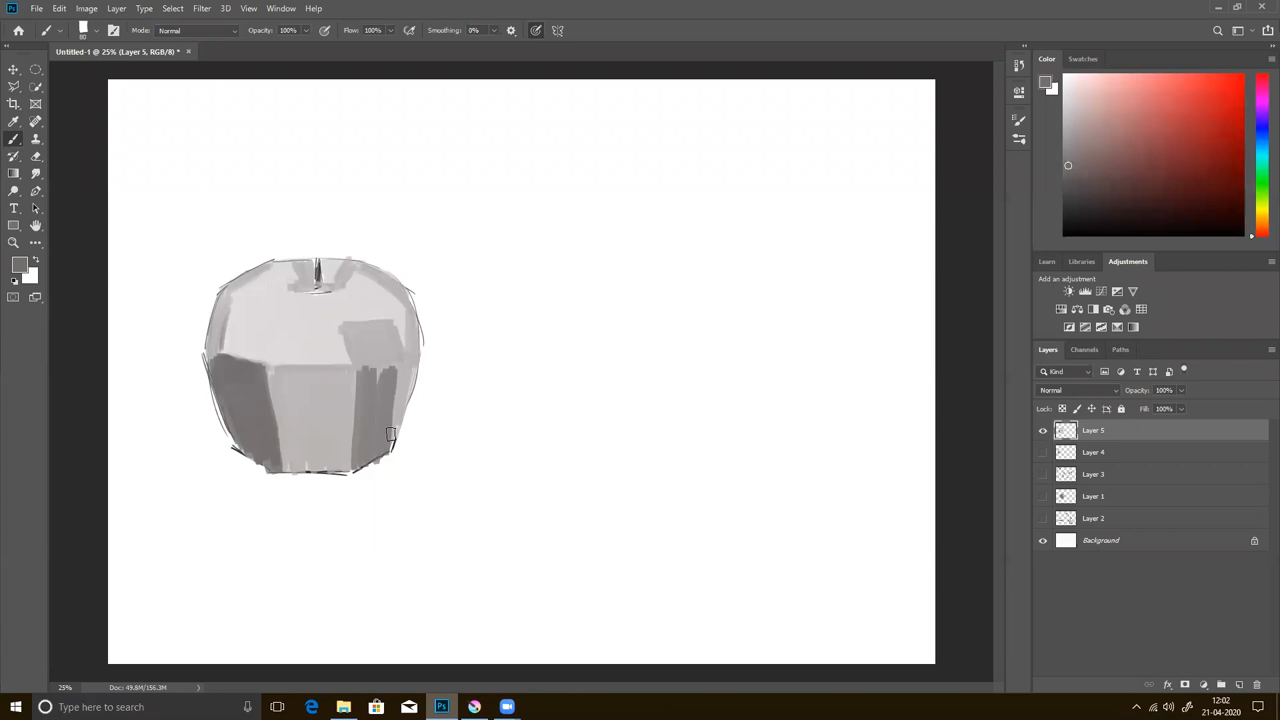 Ps File Edit Image Layer Type Select Filter 3D View Window Help
80 Mode: Normal Opacity: 100% Flow: 100% Smoothing: 0%
Untitled-1 @ 25% (Layer 5, RGB/8) *
Color Swatches
Learn Libraries Adjustments
Add an adjustment
Layers Channels Paths
Kind
Normal Opacity: 100%
Lock: Fill: 100%
Layer 5
Layer 4
Layer 3
Layer 1
Layer 2
Background
25% Doc: 49.8M/156.3M
Type here to search Ps 12:02
21-04-2020